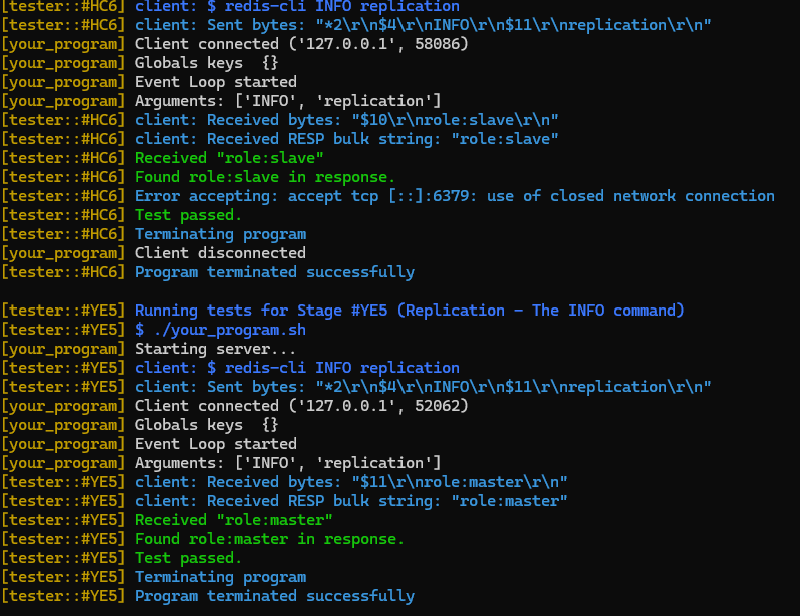 [tester::#HC6] client: $ redis-cli INFO replication
[tester::#HC6] client: Sent bytes: "*2\r\n$4\r\nINFO\r\n$11\r\nreplication\r\n"
[your_program] Client connected ('127.0.0.1', 58086)
[your_program] Globals keys  {}
[your_program] Event Loop started
[your_program] Arguments: ['INFO', 'replication']
[tester::#HC6] client: Received bytes: "$10\r\nrole:slave\r\n"
[tester::#HC6] client: Received RESP bulk string: "role:slave"
[tester::#HC6] Received "role:slave"
[tester::#HC6] Found role:slave in response.
[tester::#HC6] Error accepting: accept tcp [::]:6379: use of closed network connection
[tester::#HC6] Test passed.
[tester::#HC6] Terminating program
[your_program] Client disconnected
[tester::#HC6] Program terminated successfully

[tester::#YE5] Running tests for Stage #YE5 (Replication - The INFO command)
[tester::#YE5] $ ./your_program.sh
[your_program] Starting server...
[tester::#YE5] client: $ redis-cli INFO replication
[tester::#YE5] client: Sent bytes: "*2\r\n$4\r\nINFO\r\n$11\r\nreplication\r\n"
[your_program] Client connected ('127.0.0.1', 52062)
[your_program] Globals keys  {}
[your_program] Event Loop started
[your_program] Arguments: ['INFO', 'replication']
[tester::#YE5] client: Received bytes: "$11\r\nrole:master\r\n"
[tester::#YE5] client: Received RESP bulk string: "role:master"
[tester::#YE5] Received "role:master"
[tester::#YE5] Found role:master in response.
[tester::#YE5] Test passed.
[tester::#YE5] Terminating program
[tester::#YE5] Program terminated successfully